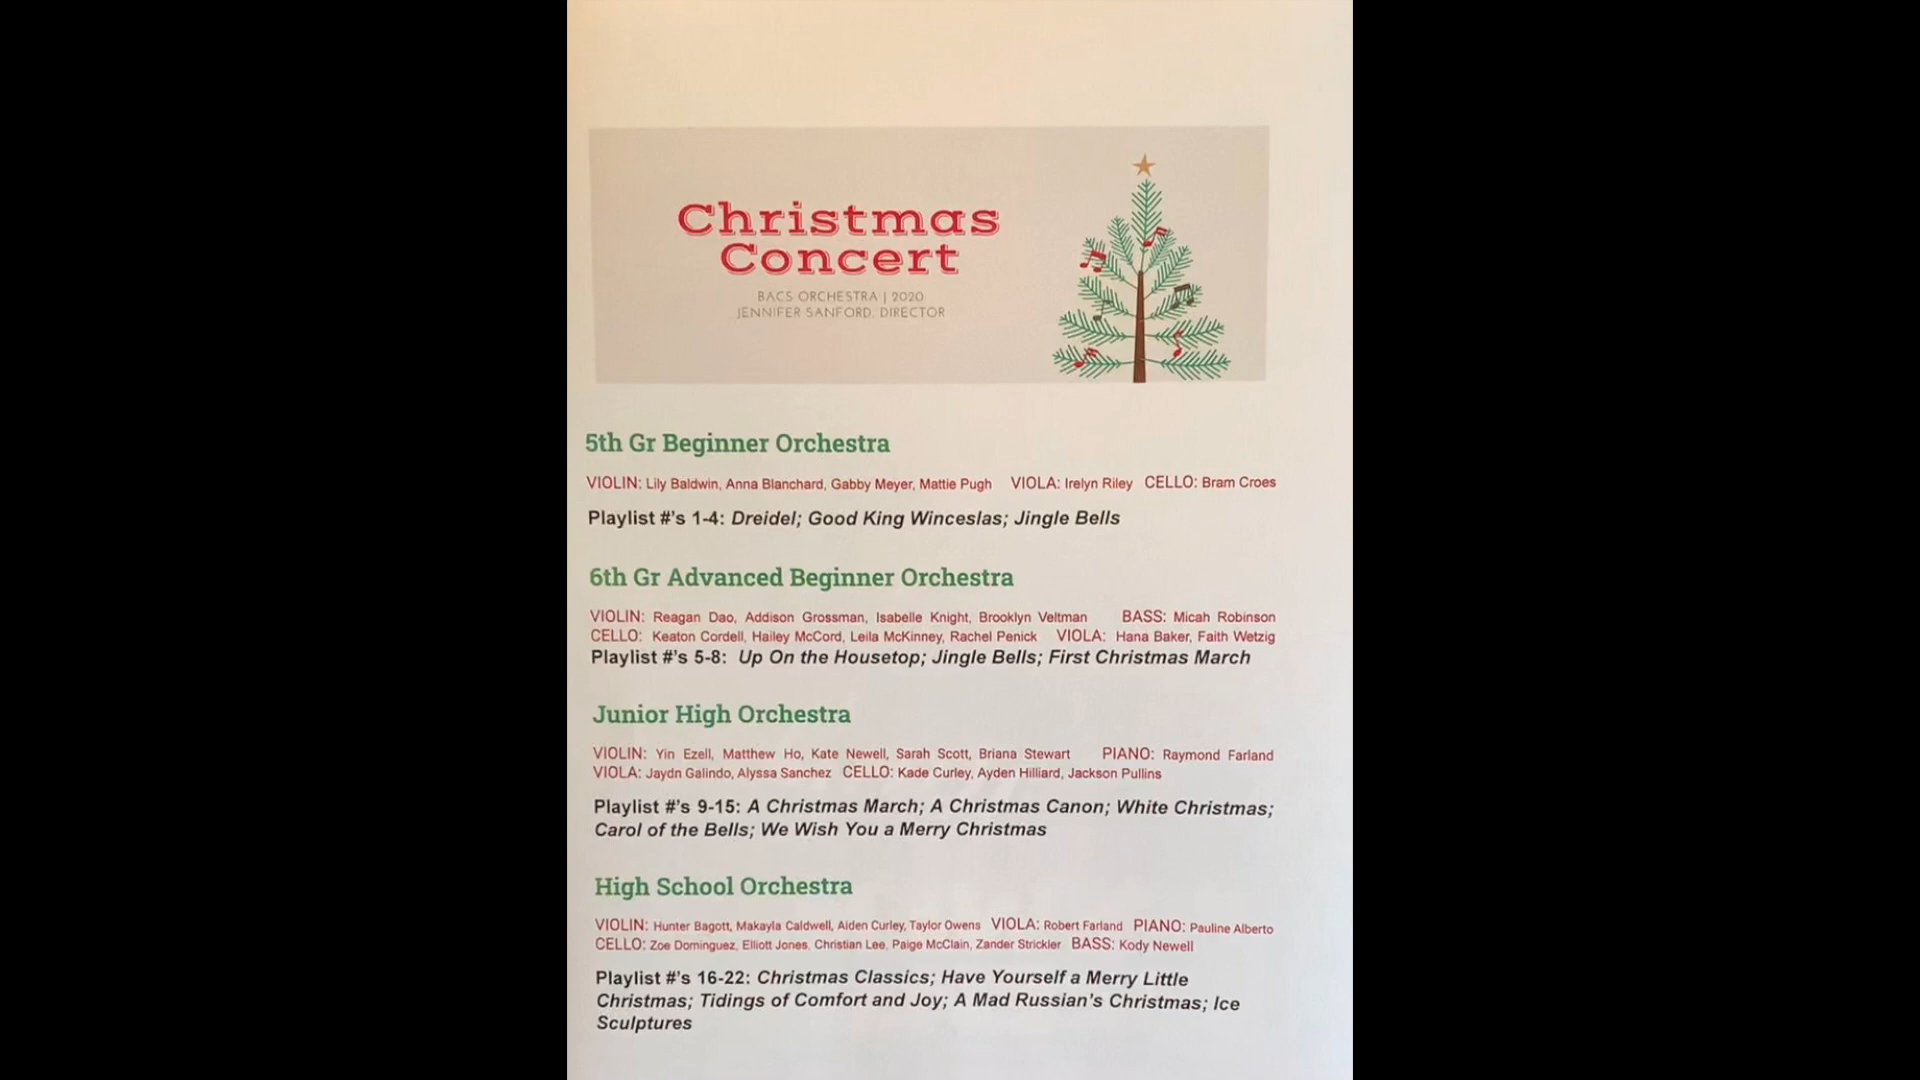 Christmas
Concert
BACS ORCHESTRA | 2020
JENNIFER SANFORD, DIRECTOR
5th Gr Beginner Orchestra
VIOLIN: Lily Baldwin, Anna Blanchard, Gabby Meyer, Mattie Pugh VIOLA: Irelyn Riley CELLO: Bram Croes
Playlist #'s 1-4: Dreidel; Good King Winceslas; Jingle Bells
6th Gr Advanced Beginner Orchestra
VIOLIN: Reagan Dao, Addison Grossman, Isabelle Knight, Brooklyn Veltman BASS: Micah Robinson
CELLO: Keaton Cordell, Hailey McCord, Leila McKinney, Rachel Penick VIOLA: Hana Baker, Faith Wetzig
Playlist #'s 5-8: Up On the Housetop; Jingle Bells; First Christmas March
Junior High Orchestra
VIOLIN: Yin Ezell, Matthew Ho, Kate Newell, Sarah Scott, Briana Stewart PIANO: Raymond Farland
VIOLA: Jaydn Galindo, Alyssa Sanchez CELLO: Kade Curley, Ayden Hilliard, Jackson Pullins
Playlist #'s 9-15: A Christmas March; A Christmas Canon; White Christmas;
Carol of the Bells; We Wish You a Merry Christmas
High School Orchestra
VIOLIN: Hunter Bagott, Makayla Caldwell, Aiden Curley, Taylor Owens VIOLA: Robert Farland PIANO: Pauline Alberto
CELLO: Zoe Dominguez, Elliott Jones, Christian Lee, Paige McClain, Zander Strickler BASS: Kody Newell
Playlist #'s 16-22: Christmas Classics; Have Yourself a Merry Little
Christmas; Tidings of Comfort and Joy; A Mad Russian's Christmas; Ice
Sculptures